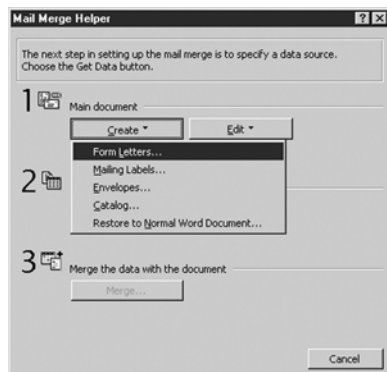 Mail Merge Helper
The next step in setting up the mail merge is to specify a data source.
Choose the Get Data button.
1 Main document
Create Edit
Form Letters...
Mailing Labels...
2 Envelopes...
Catalog...
Restore to Normal Word Document...
3 Merge the data with the document
Merge...
Cancel